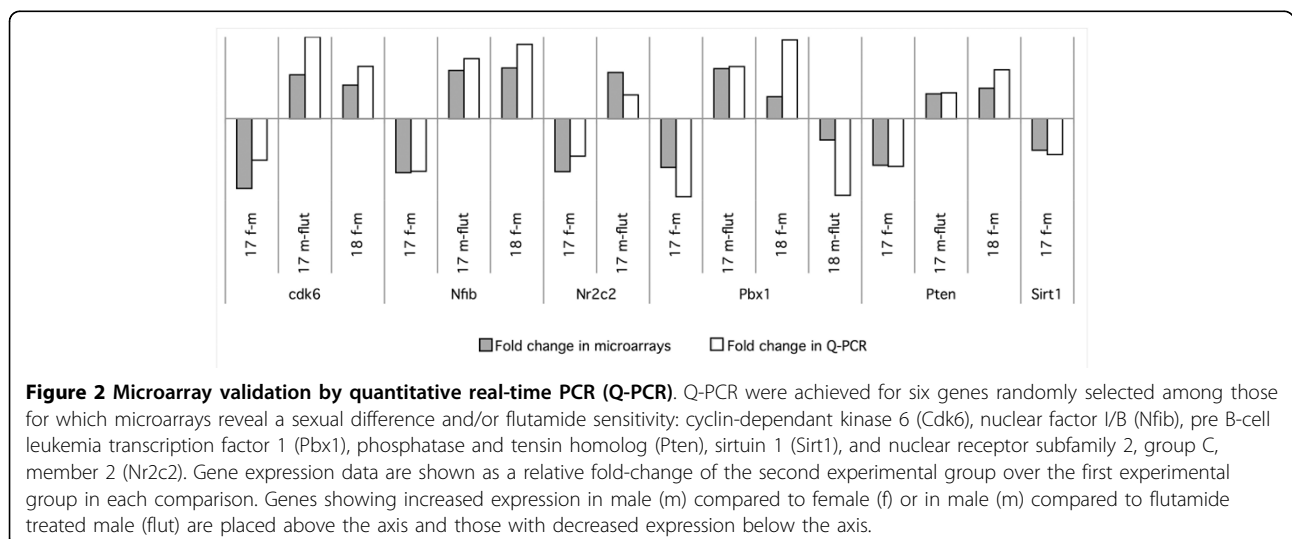 17 f-m
17 m-flut
18 f-m
17 f-m
17 m-flut
18 f-m
17 f-m
17 m-flut
17 f-m
17 m-flut
18 f-m
18 m-flut
17 f-m
17 m-flut
18 f-m
17 f-m
cdk6
Nfib
Nr2c2
Pbx1
Pten
Sirt1
Fold change in microarrays
Fold change in Q-PCR
Figure 2 Microarray validation by quantitative real-time PCR (Q-PCR). Q-PCR were achieved for six genes randomly selected among those
for which microarrays reveal a sexual difference and/or flutamide sensitivity: cyclin-dependant kinase 6 (Cdk6), nuclear factor I/B (Nfib), pre B-cell
leukemia transcription factor 1 (Pbx1), phosphatase and tensin homolog (Pten), sirtuin 1 (Sirt1), and nuclear receptor subfamily 2, group C,
member 2 (Nr2c2). Gene expression data are shown as a relative fold-change of the second experimental group over the first experimental
group in each comparison. Genes showing increased expression in male (m) compared to female (f) or in male (m) compared to flutamide
treated male (flut) are placed above the axis and those with decreased expression below the axis.